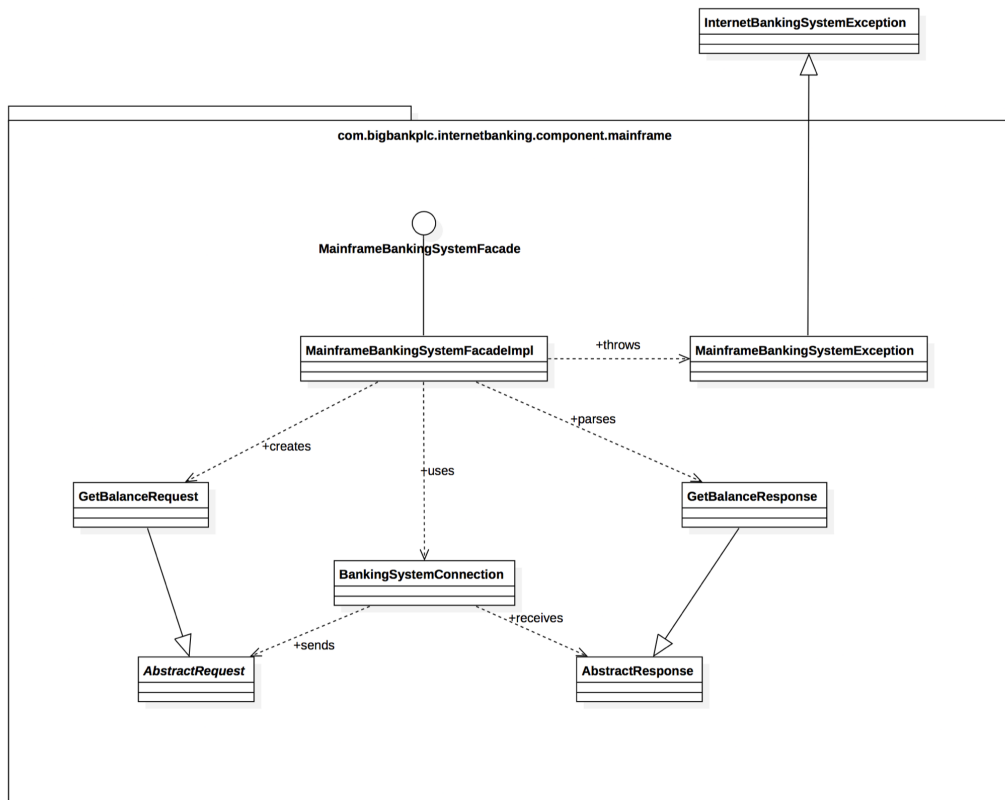 InternetBankingSystemException
com.bigbankplc.internetbanking.component.mainframe
MainframeBankingSystemFacade
MainframeBankingSystemFacadeImpl
+throws
MainframeBankingSystemException
+creates
+uses
+parses
GetBalanceRequest
GetBalanceResponse
BankingSystemConnection
+sends
+receives
AbstractRequest
AbstractResponse